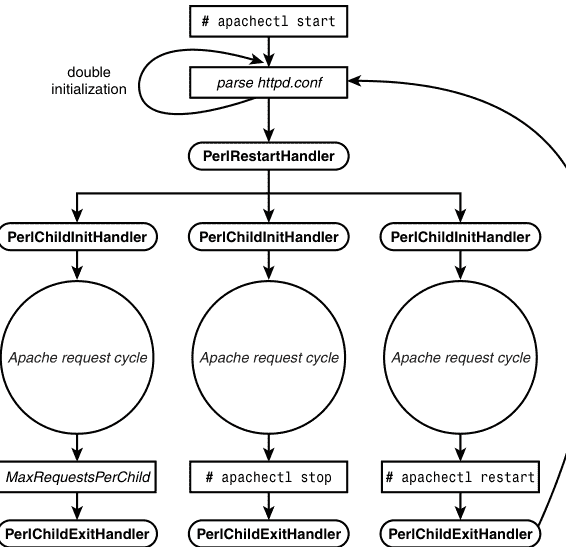 # apachectl start
double
initialization
parse httpd.conf
PerlRestartHandler
PerlChildInitHandler
PerlChildInitHandler
PerlChildInitHandler
Apache request cycle
Apache request cycle
Apache request cycle
MaxRequestsPerChild
# apachectl stop
# apachectl restart
PerlChildExitHandler
PerlChildExitHandler
PerlChildExitHandler